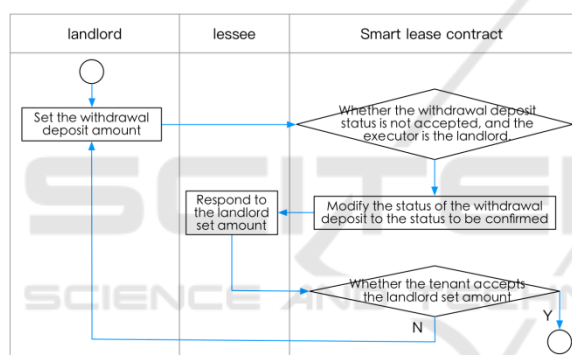 landlord
lessee
Smart lease contract
Set the withdrawal
deposit amount
Whether the withdrawal deposit
status is not accepted, and the
executor is the landlord.
Respond to
the landlord
set amount
Modify the status of the withdrawal
deposit to the status to be confirmed
Whether the tenant accepts
the landlord set amount
N
Y
SCIENCE AND